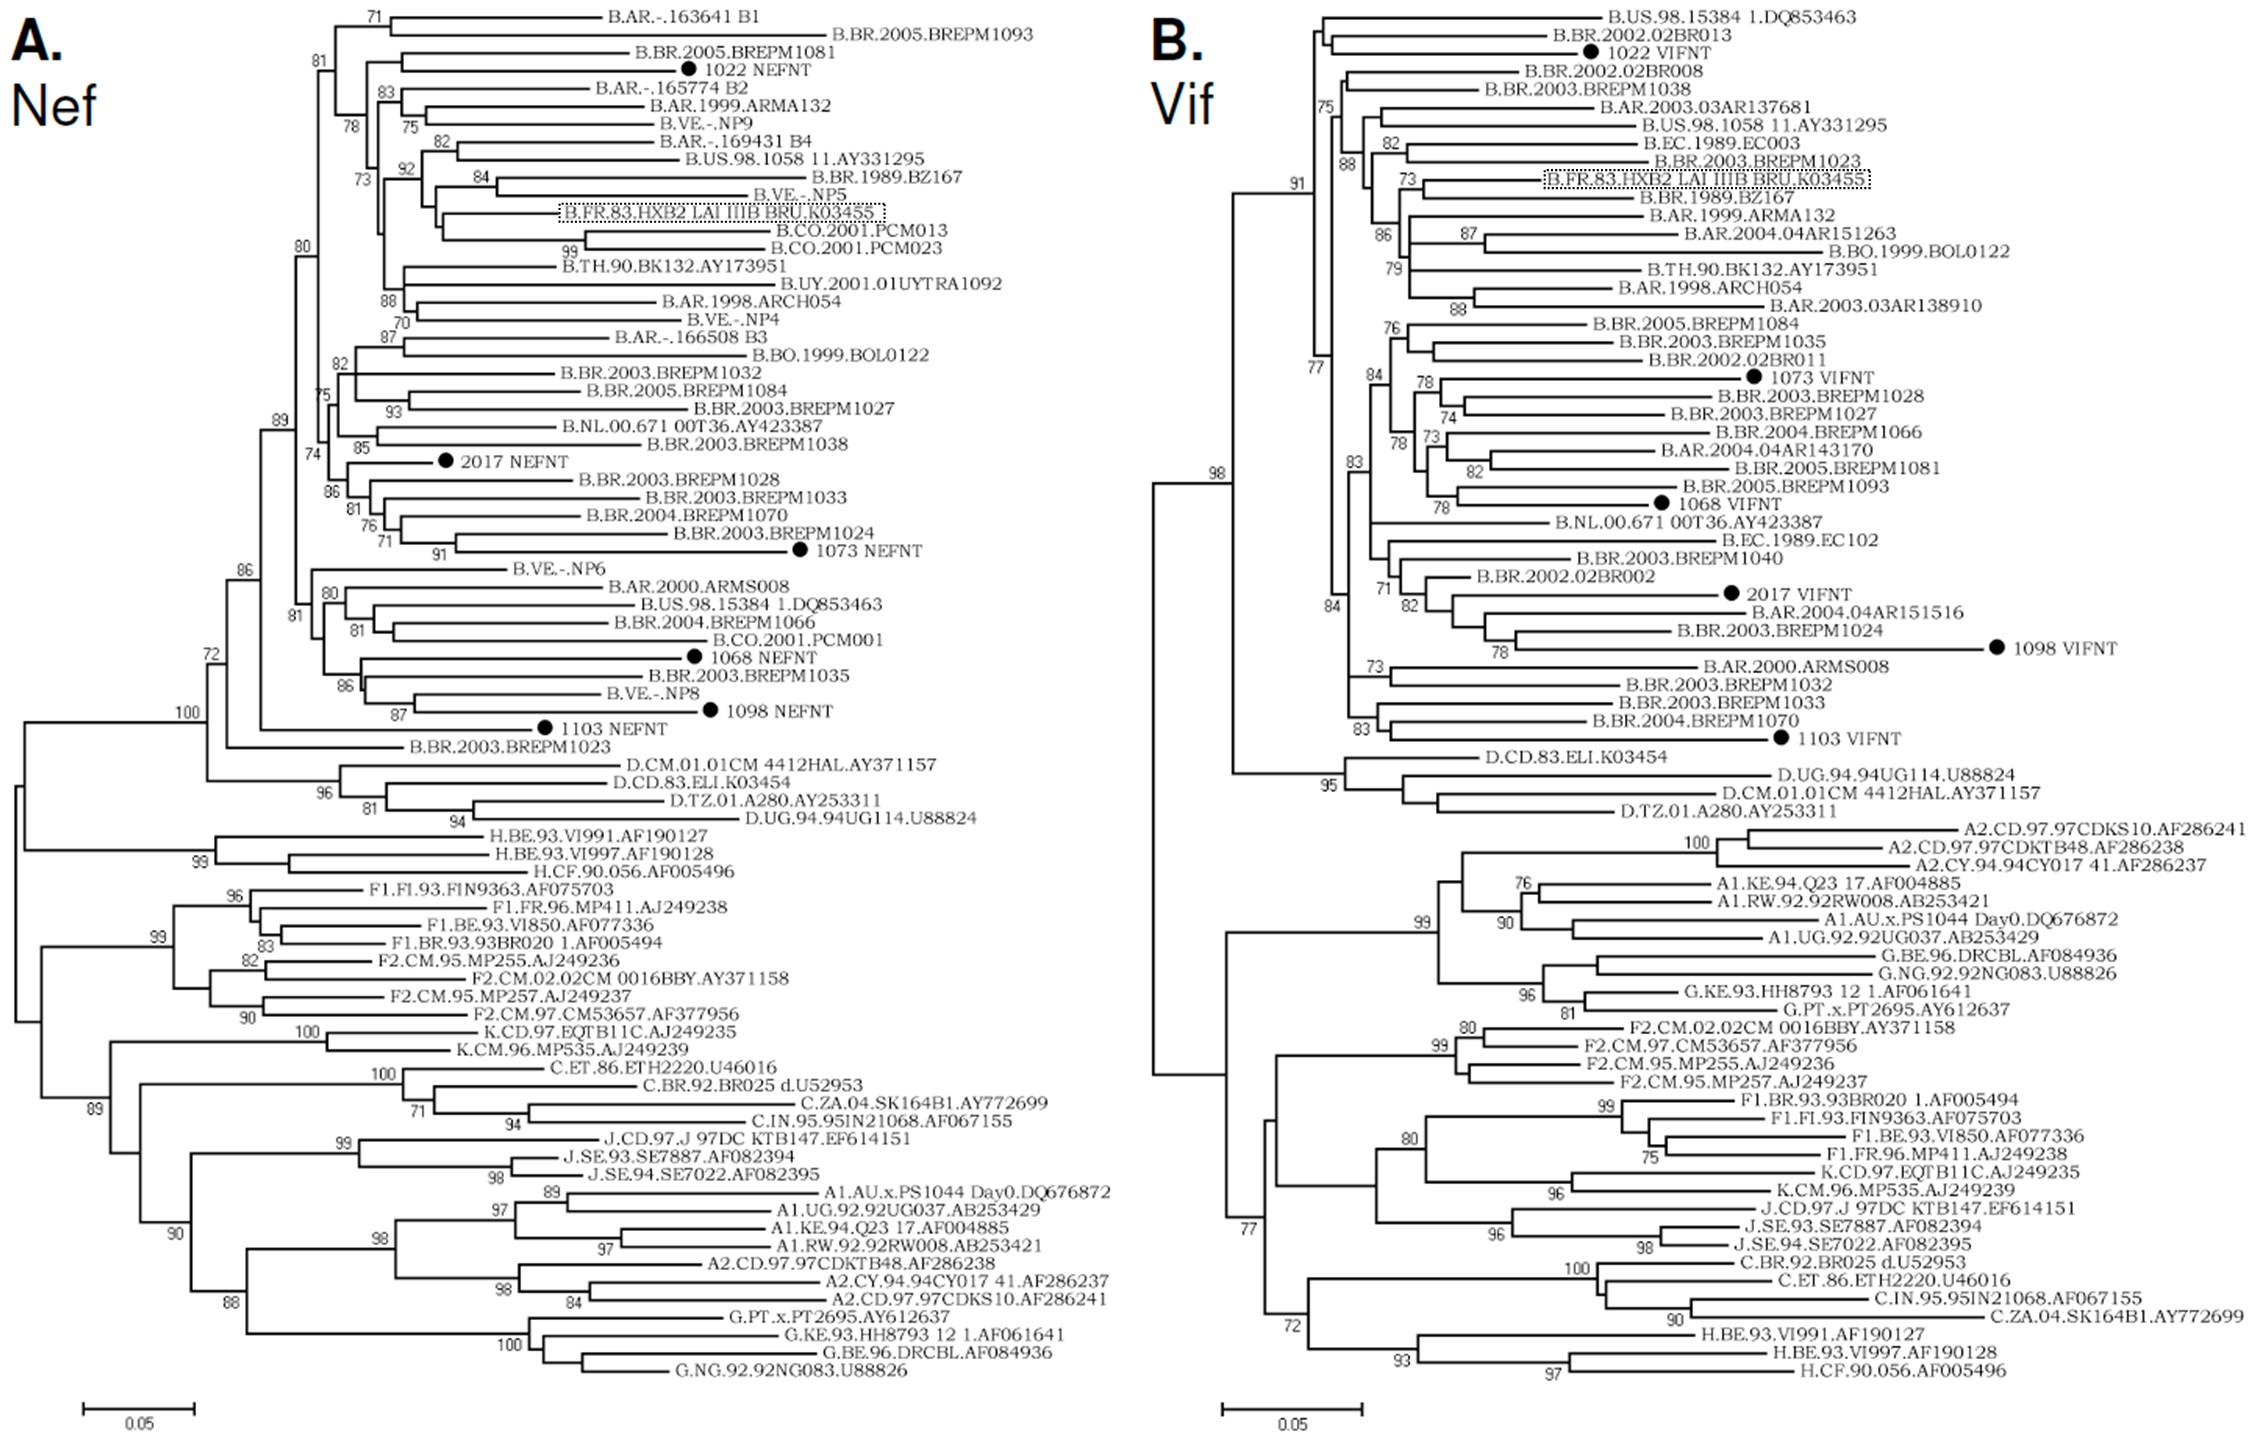 A.
Nef
71
B.AR.-.163641 B1
B.BR.2005.BREPM1093
81
B.BR.2005.BREPM1081
1022 NEFNT
78
83
B.AR.-.165774 B2
B.AR.1999.ARMA132
75
B.VE.-.NP9
73
82
B.AR.-.169431 B4
B.US.98.1058 11.AY331295
92
84
B.BR.1989.BZ167
B.VE.-.NP5
B.FR.83.HXB2 LAI IIIB BRU.K03455
B.CO.2001.PCM013
99
B.CO.2001.PCM023
80
B.TH.90.BK132.AY173951
B.UY.2001.01UYTRA1092
88
B.AR.1998.ARCH054
70
B.VE.-.NP4
87
B.AR.-.166508 B3
B.BO.1999.BOL0122
82
B.BR.2003.BREPM1032
75
B.BR.2005.BREPM1084
93
B.BR.2003.BREPM1027
89
B.NL.00.671 00T36.AY423387
85
B.BR.2003.BREPM1038
74
2017 NEFNT
86
B.BR.2003.BREPM1028
81
B.BR.2003.BREPM1033
76
B.BR.2004.BREPM1070
71
B.BR.2003.BREPM1024
91
1073 NEFNT
86
B.VE.-.NP6
81
80
B.AR.2000.ARMS008
B.US.98.15384 1.DQ853463
81
B.BR.2004.BREPM1066
B.CO.2001.PCM001
72
1068 NEFNT
86
B.BR.2003.BREPM1035
B.VE.-.NP8
87
1098 NEFNT
100
1103 NEFNT
B.BR.2003.BREPM1023
D.CM.01.01CM 4412HAL.AY371157
96
D.CD.83.ELI.K03454
81
D.TZ.01.A280.AY253311
94
D.UG.94.94UG114.U88824
H.BE.93.VI991.AF190127
99
H.BE.93.VI997.AF190128
H.CF.90.056.AF005496
96
F1.FI.93.FIN9363.AF075703
F1.FR.96.MP411.AJ249238
F1.BE.93.VI850.AF077336
83
F1.BR.93.93BR020 1.AF005494
99
82
F2.CM.95.MP255.AJ249236
F2.CM.02.02CM 0016BBY.AY371158
F2.CM.95.MP257.AJ249237
90
F2.CM.97.CM53657.AF377956
100
K.CD.97.EQTB11C.AJ249235
K.CM.96.MP535.AJ249239
89
100
C.ET.86.ETH2220.U46016
C.BR.92.BR025 d.U52953
71
C.ZA.04.SK164B1.AY772699
94
C.IN.95.95IN21068.AF067155
99
J.CD.97.J 97DC KTB147.EF614151
J.SE.93.SE7887.AF082394
98
J.SE.94.SE7022.AF082395
90
89
A1.AU.x.PS1044 Day0.DQ676872
97
A1.UG.92.92UG037.AB253429
A1.KE.94.Q23 17.AF004885
97
A1.RW.92.92RW008.AB253421
98
A2.CD.97.97CDKTB48.AF286238
98
A2.CY.94.94CY017 41.AF286237
84
A2.CD.97.97CDKS10.AF286241
88
G.PT.x.PT2695.AY612637
100
G.KE.93.HH8793 12 1.AF061641
G.BE.96.DRCBL.AF084936
G.NG.92.92NG083.U88826
0.05
B.
Vif
B.US.98.15384 1.DQ853463
B.BR.2002.02BR013
1022 VIFNT
B.BR.2002.02BR008
75
B.BR.2003.BREPM1038
B.AR.2003.03AR137681
B.US.98.1058 11.AY331295
88
82
B.EC.1989.EC003
B.BR.2003.BREPM1023
91
73
B.FR.83.HXB2 LAI IIIB BRU.K03455
B.BR.1989.BZ167
86
B.AR.1999.ARMA132
87
B.AR.2004.04AR151263
B.BO.1999.BOL0122
79
B.TH.90.BK132.AY173951
B.AR.1998.ARCH054
88
B.AR.2003.03AR138910
77
76
B.BR.2005.BREPM1084
B.BR.2003.BREPM1035
B.BR.2002.02BR011
84
78
1073 VIFNT
B.BR.2003.BREPM1028
74
B.BR.2003.BREPM1027
78
73
B.BR.2004.BREPM1066
B.AR.2004.04AR143170
82
B.BR.2005.BREPM1081
83
B.BR.2005.BREPM1093
78
1068 VIFNT
98
B.NL.00.671 00T36.AY423387
B.EC.1989.EC102
B.BR.2003.BREPM1040
71
B.BR.2002.02BR002
82
2017 VIFNT
84
B.AR.2004.04AR151516
B.BR.2003.BREPM1024
78
1098 VIFNT
73
B.AR.2000.ARMS008
B.BR.2003.BREPM1032
B.BR.2003.BREPM1033
83
B.BR.2004.BREPM1070
1103 VIFNT
D.CD.83.ELI.K03454
95
D.UG.94.94UG114.U88824
D.CM.01.01CM 4412HAL.AY371157
D.TZ.01.A280.AY253311
A2.CD.97.97CDKS10.AF286241
100
A2.CD.97.97CDKTB48.AF286238
A2.CY.94.94CY017 41.AF286237
76
A1.KE.94.Q23 17.AF004885
A1.RW.92.92RW008.AB253421
90
A1.AU.x.PS1044 Day0.DQ676872
A1.UG.92.92UG037.AB253429
99
G.BE.96.DRCBL.AF084936
G.NG.92.92NG083.U88826
96
G.KE.93.HH8793 12 1.AF061641
81
G.PT.x.PT2695.AY612637
80
F2.CM.02.02CM 0016BBY.AY371158
99
F2.CM.97.CM53657.AF377956
F2.CM.95.MP255.AJ249236
F2.CM.95.MP257.AJ249237
99
F1.BR.93.93BR020 1.AF005494
F1.FI.93.FIN9363.AF075703
80
F1.BE.93.VI850.AF077336
75
F1.FR.96.MP411.AJ249238
K.CD.97.EQTB11C.AJ249235
96
K.CM.96.MP535.AJ249239
J.CD.97.J 97DC KTB147.EF614151
96
J.SE.93.SE7887.AF082394
98
J.SE.94.SE7022.AF082395
77
100
C.BR.92.BR025 d.U52953
C.ET.86.ETH2220.U46016
C.IN.95.95IN21068.AF067155
90
C.ZA.04.SK164B1.AY772699
72
H.BE.93.VI991.AF190127
93
H.BE.93.VI997.AF190128
97
H.CF.90.056.AF005496
0.05